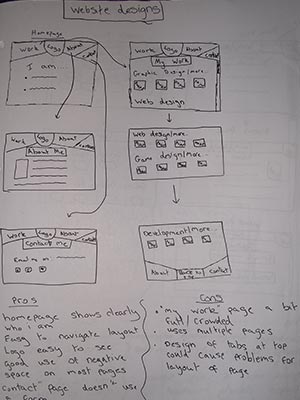 Website designs
Homepage
Work Logo About Contact
I am...
Work Logo About Contact
My Work
Graphic Design/more...
Web design
Work Logo About Contact
About Me
Web design/more...
Game design/more...
Work Logo About Contact
Contact Me
Email me on
Development/more...
About Back to Contact
Pros
homepage shows clearly
who i am
Easy to navigate layout
Logo easy to see
good use of negative
space on most pages
contact" page doesn't use
a form
Cons
• "my work" page a bit
full/crowded
• uses multiple pages
• Design of tabs at top
could cause problems for
layout of page